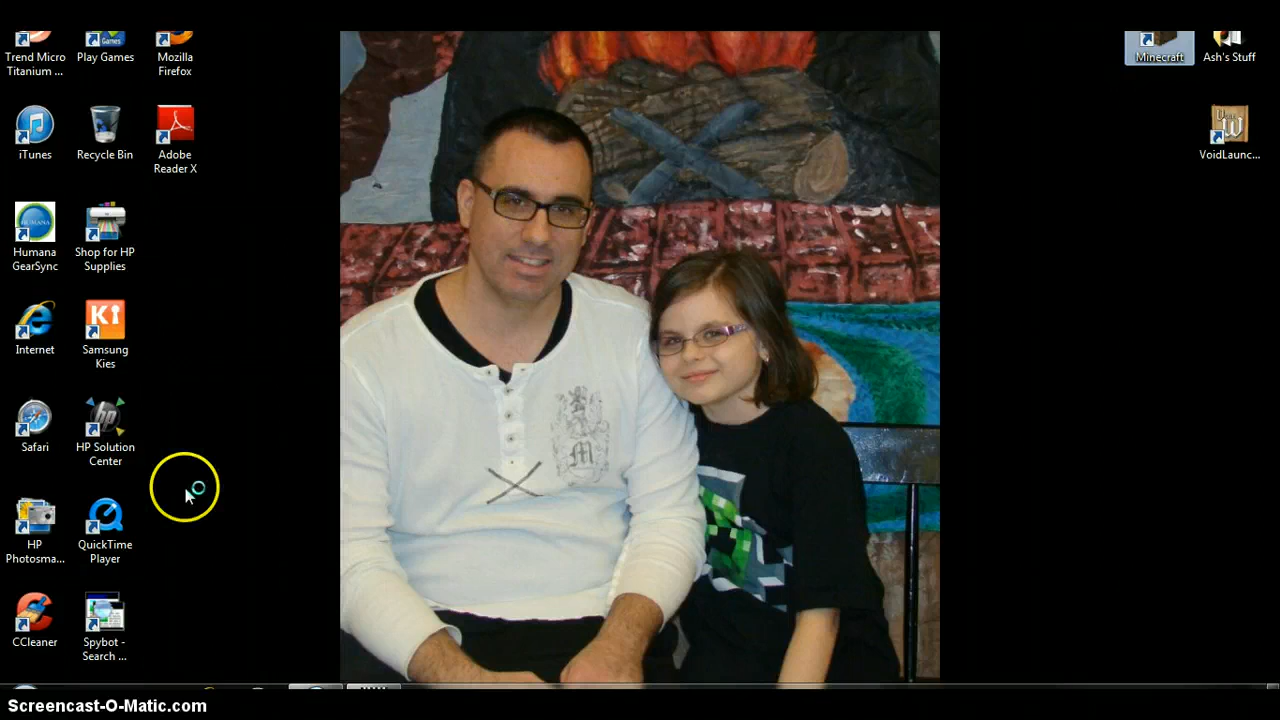 Trend Micro
Titanium ...
Play Games
Mozilla
Firefox
Minecraft
Ash's Stuff
iTunes
Recycle Bin
Adobe
Reader X
VoidLaunc...
HUMANA
Humana
GearSync
Shop for HP
Supplies
Internet
Samsung
Kies
Safari
HP Solution
Center
HP
Photosma...
QuickTime
Player
CCleaner
Spybot -
Search ...
M
Screencast-O-Matic.com